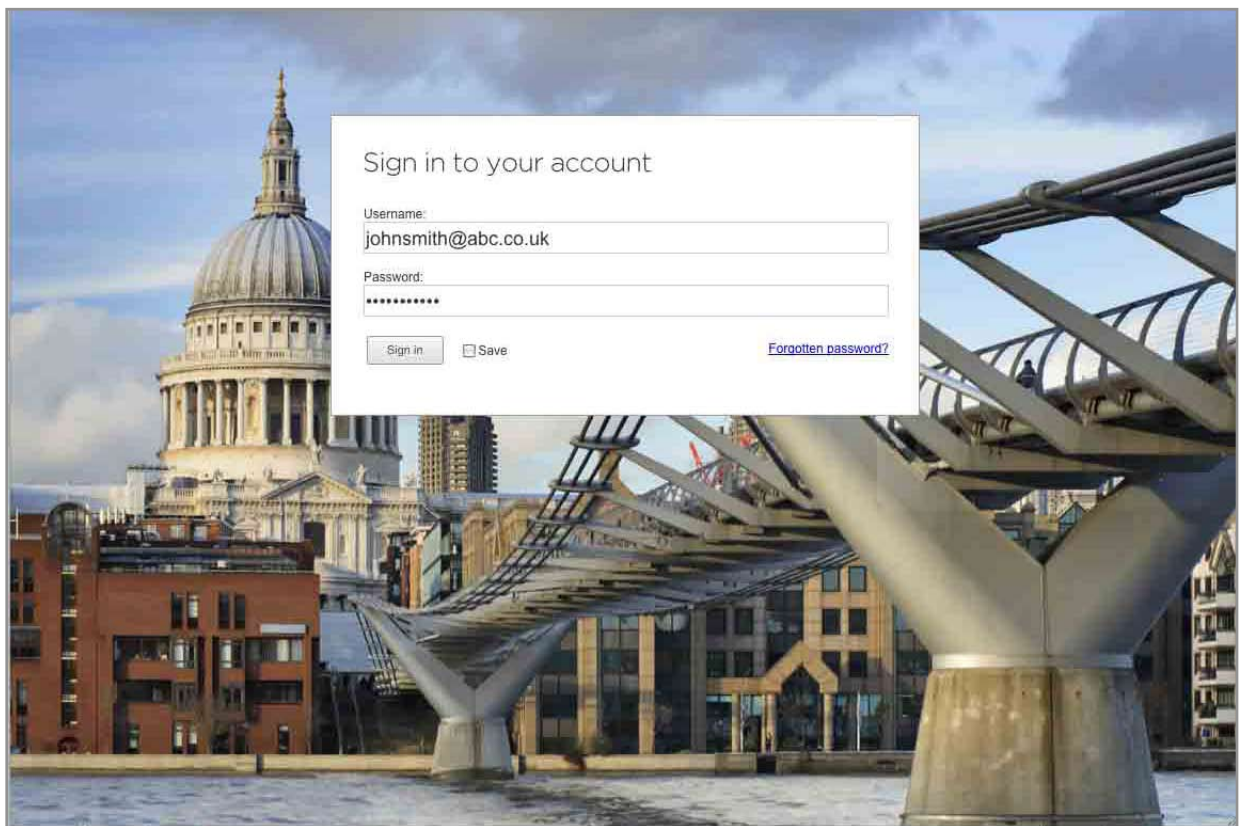 Sign in to your account
Username:
johnsmith@abc.co.uk
Password:
•••••••••••
Sign in Save Forgotten password?